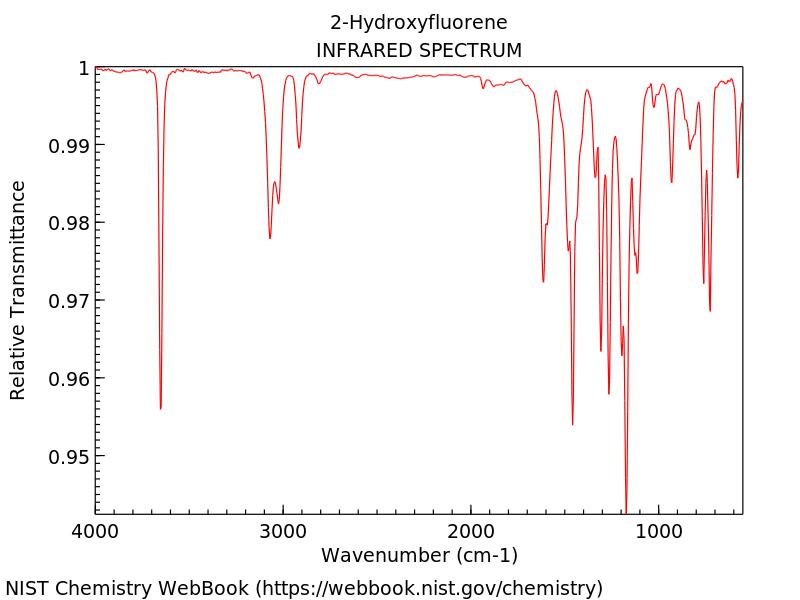 2-Hydroxyfluorene
INFRARED SPECTRUM
Relative Transmittance
1
0.99
0.98
0.97
0.96
0.95
4000 3000 2000 1000
Wavenumber (cm-1)
NIST Chemistry WebBook (https://webbook.nist.gov/chemistry)